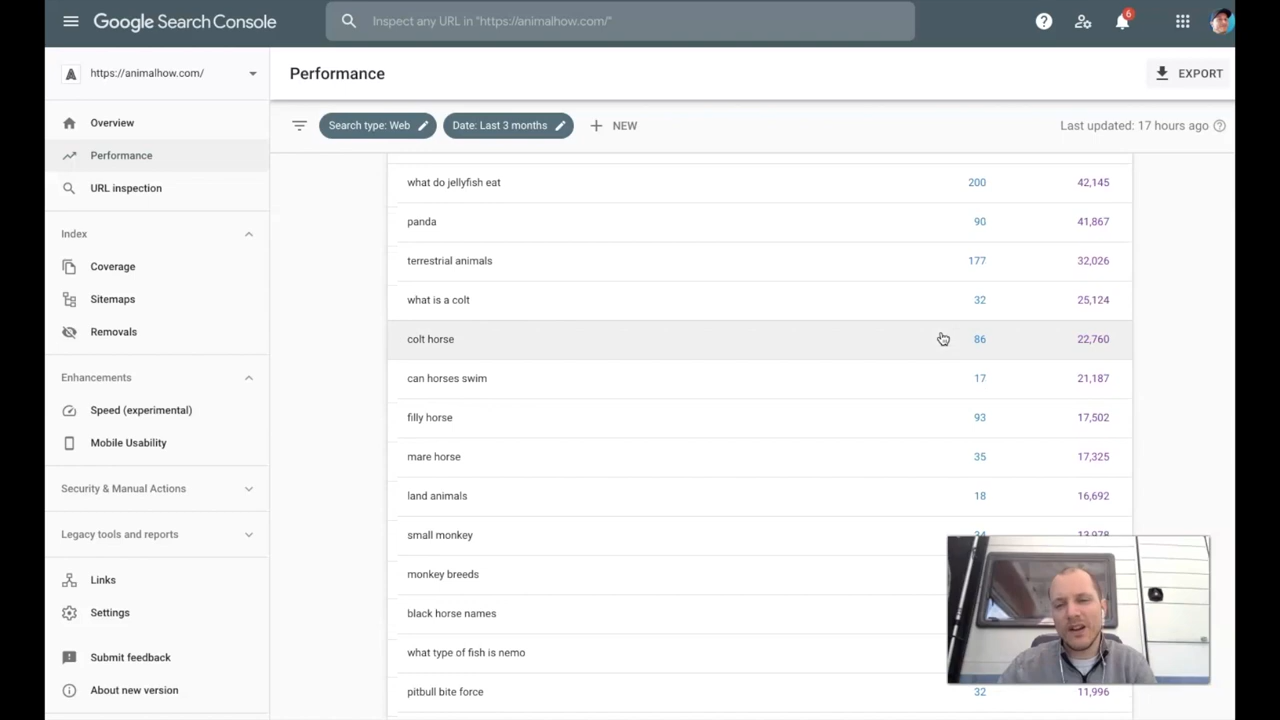 Google Search Console
Inspect any URL in "https://animalhow.com/"
6
A
https://animalhow.com/
Performance
EXPORT
Overview
Performance
URL inspection
Index
Coverage
Sitemaps
Removals
Enhancements
Speed (experimental)
Mobile Usability
Security & Manual Actions
Legacy tools and reports
Links
Settings
Submit feedback
About new version
Search type: Web
Date: Last 3 months
NEW
Last updated: 17 hours ago
what do jellyfish eat 200 42,145
panda 90 41,867
terrestrial animals 177 32,026
what is a colt 32 25,124
colt horse 86 22,760
can horses swim 17 21,187
filly horse 93 17,502
mare horse 35 17,325
land animals 18 16,692
small monkey
monkey breeds
black horse names
what type of fish is nemo
pitbull bite force 32 11,996